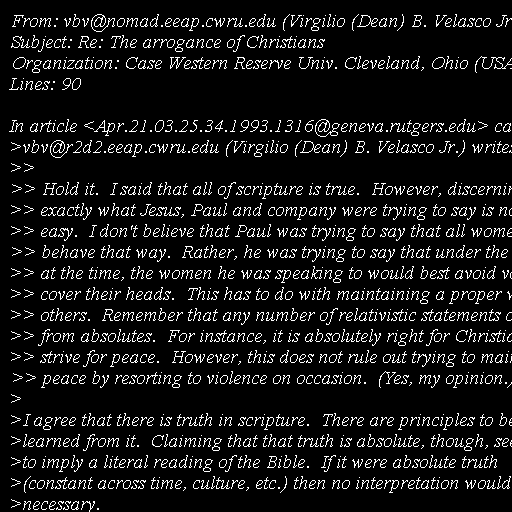 From: vbv@nomad.eeap.cwru.edu (Virgilio (Dean) B. Velasco Jr
Subject: Re: The arrogance of Christians
Organization: Case Western Reserve Univ. Cleveland, Ohio (USA
Lines: 90

In article <Apr.21.03.25.34.1993.1316@geneva.rutgers.edu> ca
>vbv@r2d2.eeap.cwru.edu (Virgilio (Dean) B. Velasco Jr.) writes
>>
>> Hold it.  I said that all of scripture is true.  However, discernin
>> exactly what Jesus, Paul and company were trying to say is no
>> easy.  I don't believe that Paul was trying to say that all wome
>> behave that way.  Rather, he was trying to say that under the
>> at the time, the women he was speaking to would best avoid v
>> cover their heads.  This has to do with maintaining a proper w
>> others.  Remember that any number of relativistic statements c
>> from absolutes.  For instance, it is absolutely right for Christia
>> strive for peace.  However, this does not rule out trying to main
>> peace by resorting to violence on occasion.  (Yes, my opinion.)
>
>I agree that there is truth in scripture.  There are principles to be
>learned from it.  Claiming that that truth is absolute, though, see
>to imply a literal reading of the Bible.  If it were absolute truth
>(constant across time, culture, etc.) then no interpretation would
>necessary.